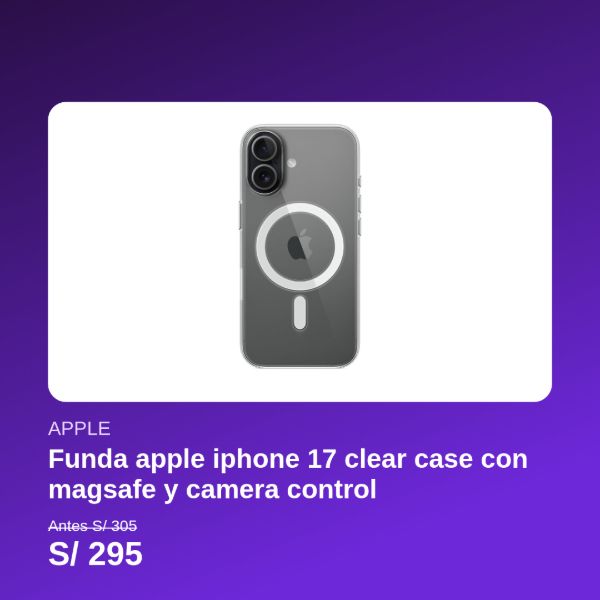 APPLE
Funda apple iphone 17 clear case con
magsafe y camera control
Antes S/ 305
S/ 295